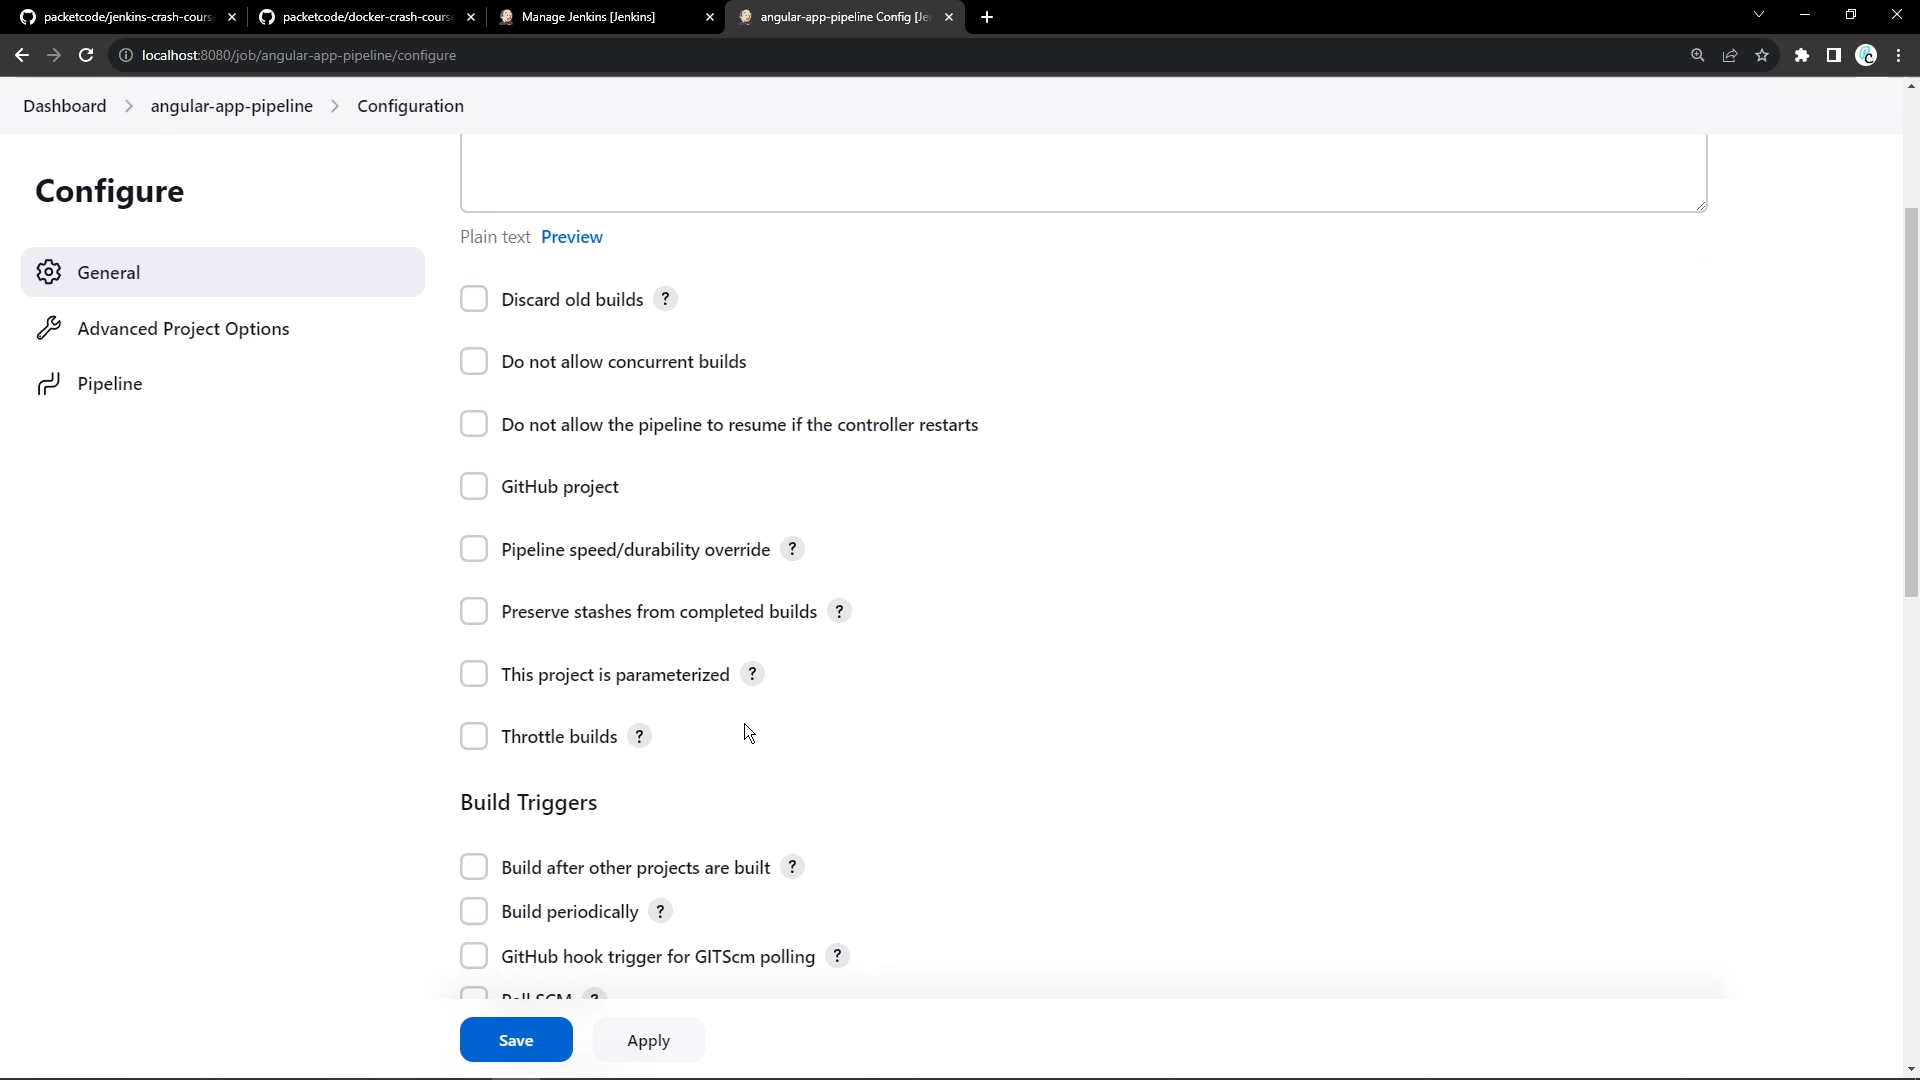 packetcode/jenkins-crash-cours
packetcode/docker-crash-cours
Manage Jenkins [Jenkins]
angular-app-pipeline Config [Je
localhost:8080/job/angular-app-pipeline/configure
Dashboard > angular-app-pipeline > Configuration
Configure
General
Advanced Project Options
Pipeline
Plain text Preview
Discard old builds ?
Do not allow concurrent builds
Do not allow the pipeline to resume if the controller restarts
GitHub project
Pipeline speed/durability override ?
Preserve stashes from completed builds ?
This project is parameterized ?
Throttle builds ?
Build Triggers
Build after other projects are built ?
Build periodically ?
GitHub hook trigger for GITScm polling ?
Poll SCM ?
Save Apply